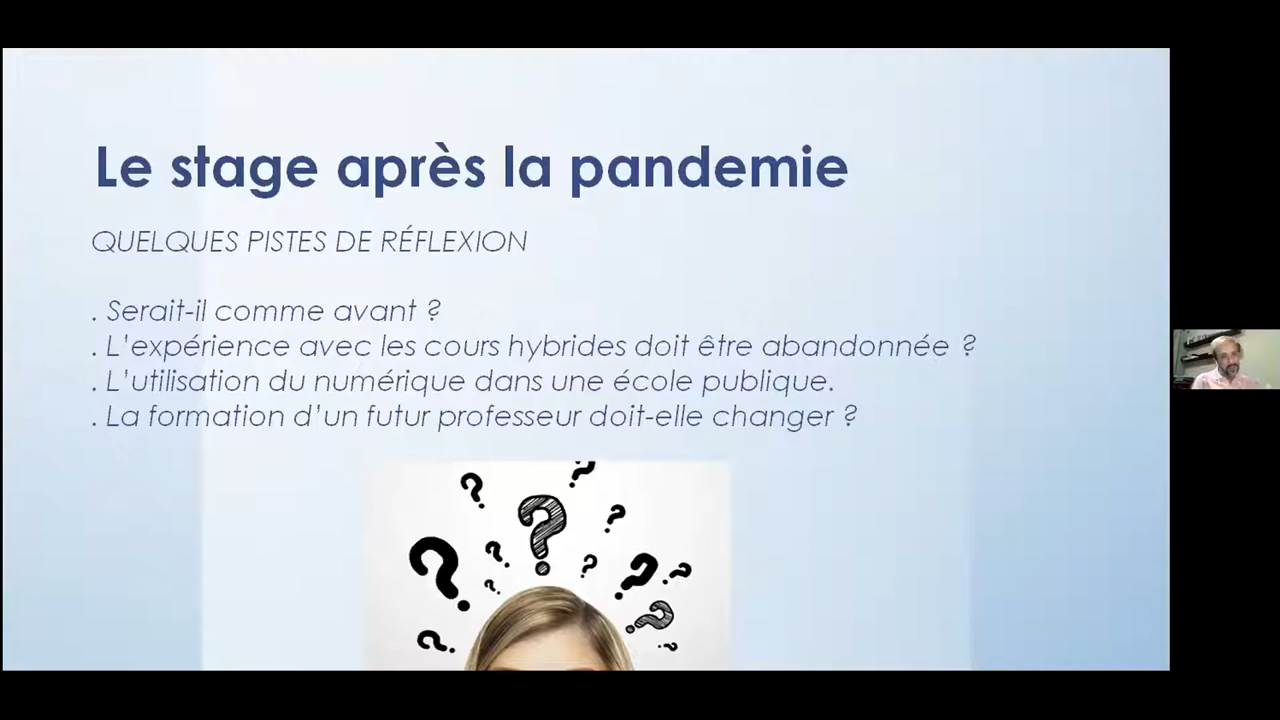 Le stage après la pandemie
QUELQUES PISTES DE RÉFLEXION
. Serait-il comme avant ?
. L'expérience avec les cours hybrides doit être abandonnée ?
. L'utilisation du numérique dans une école publique.
. La formation d'un futur professeur doit-elle changer ?